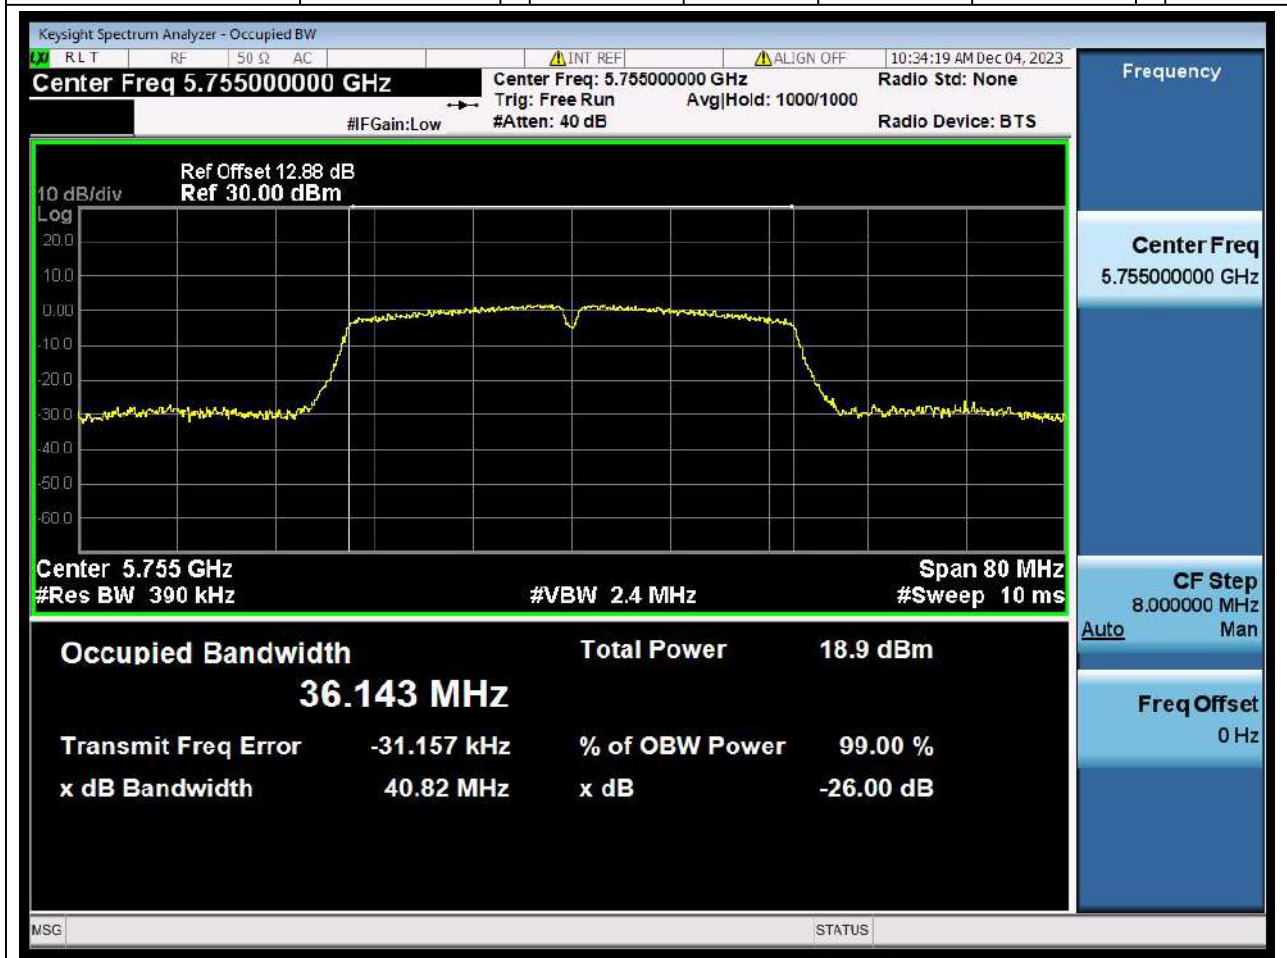 Keysight Spectrum Analyzer - Occupied BW
LXI RLT RF 50 Ω AC INT REF ALIGN OFF 10:34:19 AM Dec 04, 2023
Center Freq 5.755000000 GHz
Center Freq: 5.755000000 GHz Radio Std: None
Trig: Free Run Avg|Hold: 1000/1000
#IFGain:Low #Atten: 40 dB Radio Device: BTS
Ref Offset 12.88 dB
10 dB/div Ref 30.00 dBm
Log
20.0
10.0
0.00
-10.0
-20.0
-30.0
-40.0
-50.0
-60.0
Center 5.755 GHz Span 80 MHz
#Res BW 390 kHz #VBW 2.4 MHz #Sweep 10 ms
Occupied Bandwidth Total Power 18.9 dBm
36.143 MHz
Transmit Freq Error -31.157 kHz % of OBW Power 99.00 %
x dB Bandwidth 40.82 MHz x dB -26.00 dB
MSG STATUS
Frequency
Center Freq
5.755000000 GHz
CF Step
8.000000 MHz
Auto Man
Freq Offset
0 Hz